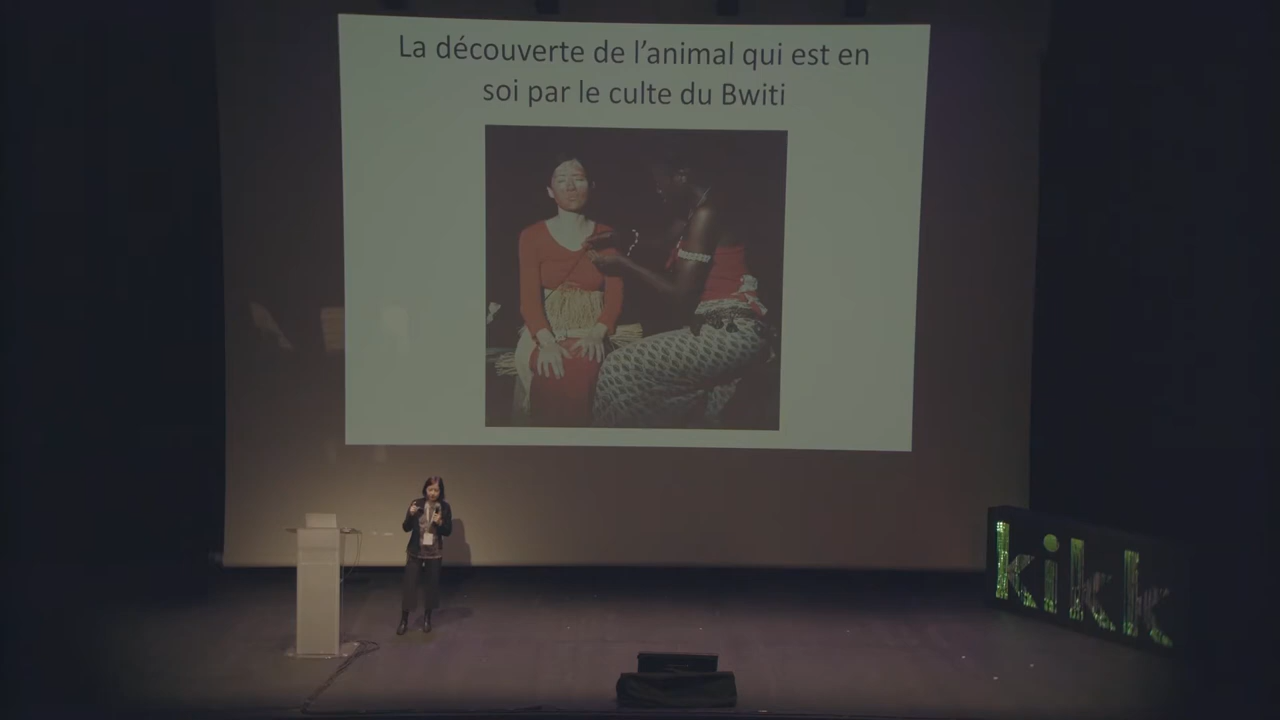 La découverte de l'animal qui est en
soi par le culte du Bwiti
kikk